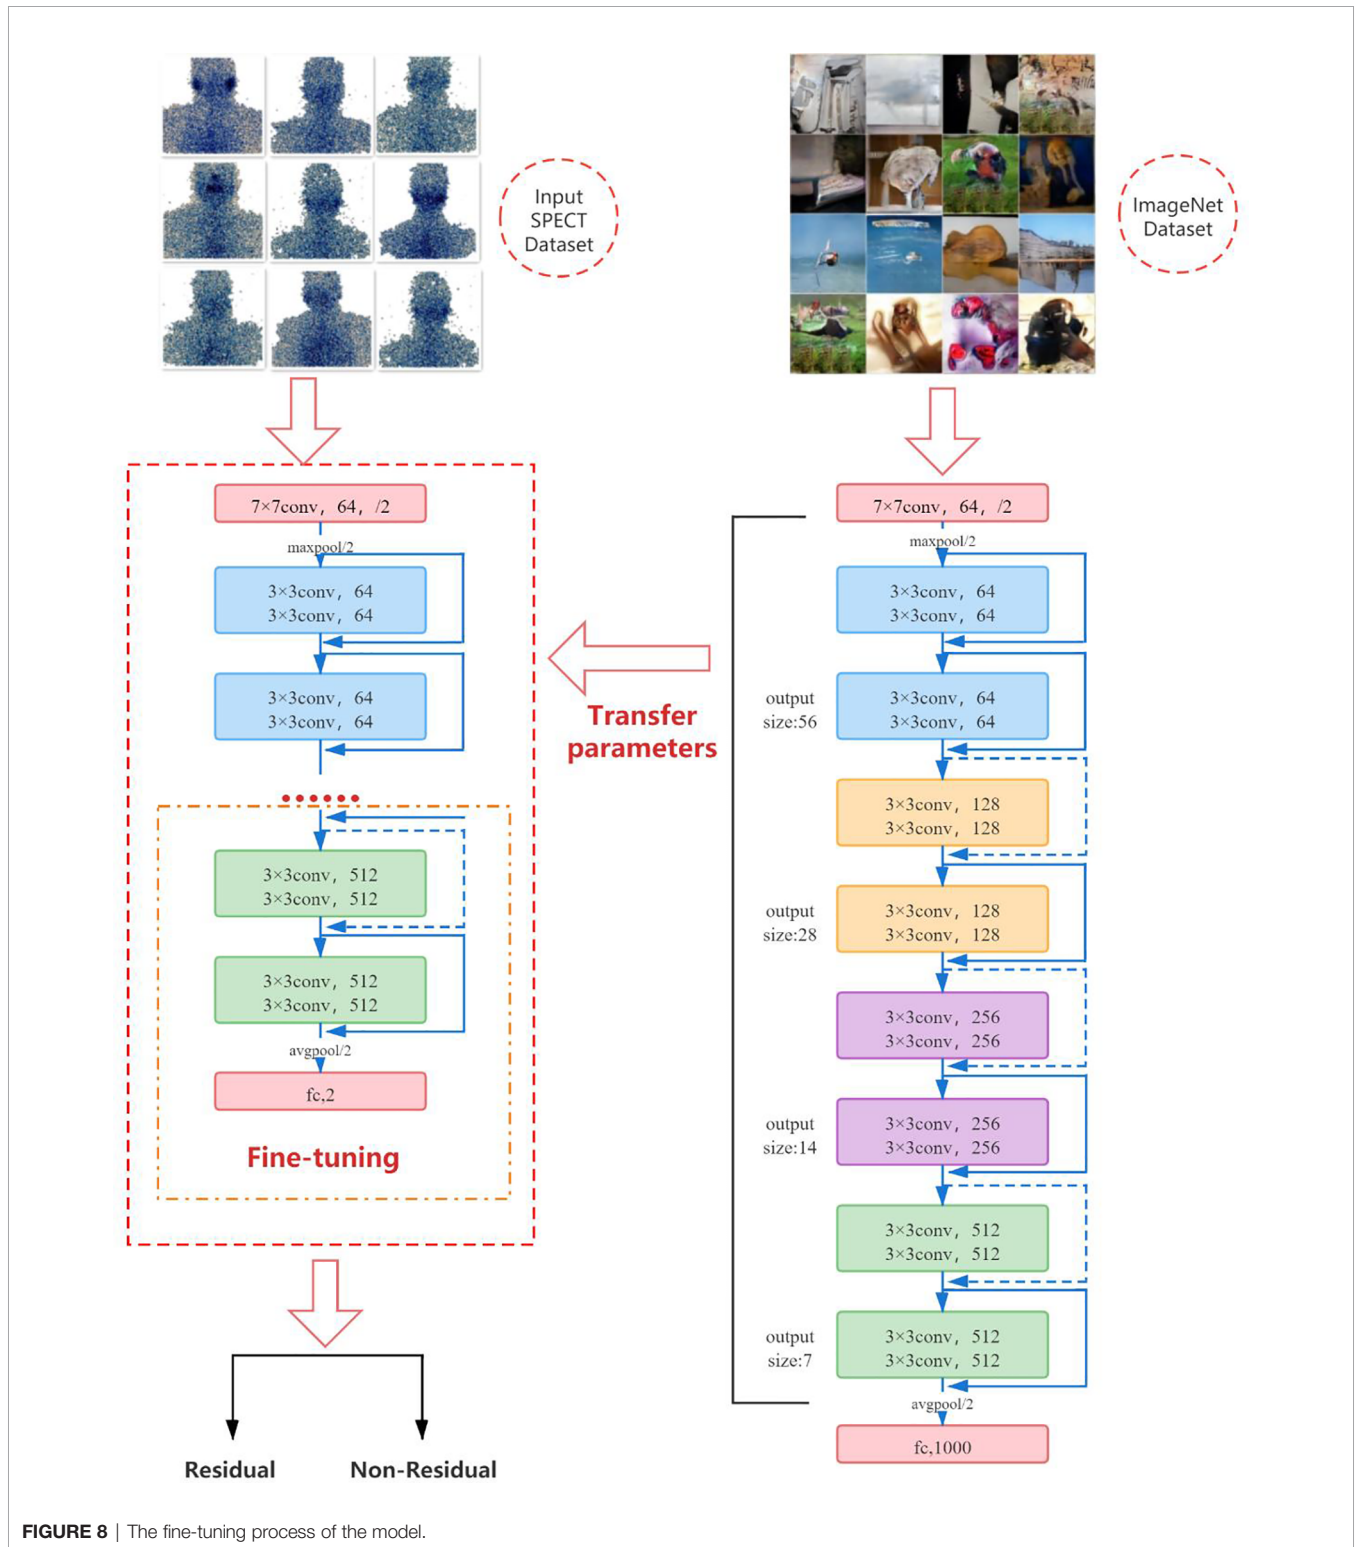 Input
SPECT
Dataset
ImageNet
Dataset
7×7conv, 64, /2
maxpool/2
3×3conv, 64
3×3conv, 64
3×3conv, 64
3×3conv, 64
3×3conv, 512
3×3conv, 512
3×3conv, 512
3×3conv, 512
avgpool/2
fc,2
Fine-tuning
Residual
Non-Residual
Transfer
parameters
7×7conv, 64, /2
maxpool/2
3×3conv, 64
3×3conv, 64
output
size:56
3×3conv, 64
3×3conv, 64
3×3conv, 128
3×3conv, 128
output
size:28
3×3conv, 128
3×3conv, 128
3×3conv, 256
3×3conv, 256
output
size:14
3×3conv, 256
3×3conv, 256
3×3conv, 512
3×3conv, 512
output
size:7
3×3conv, 512
3×3conv, 512
avgpool/2
fc,1000
FIGURE 8 | The fine-tuning process of the model.